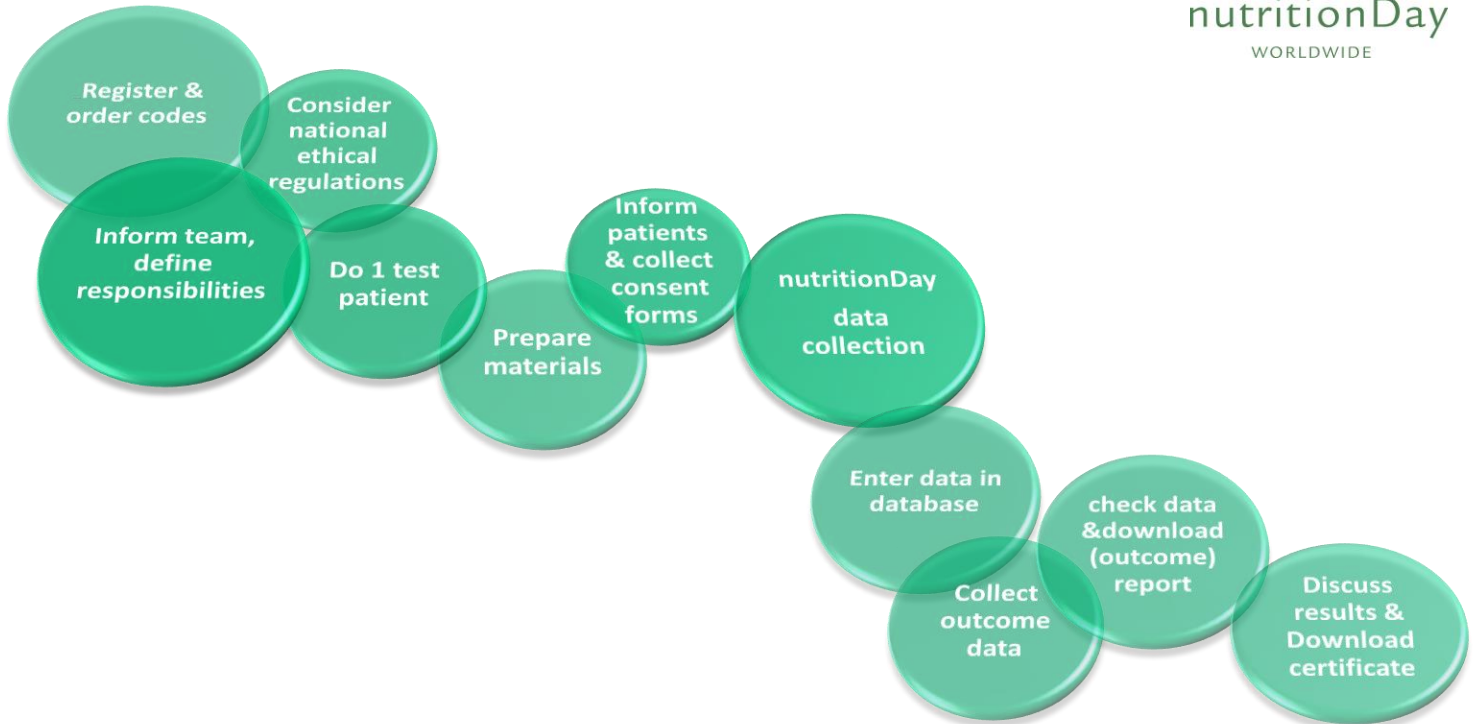 nutritionDay
WORLDWIDE
Register &
order codes
Consider
national
ethical
regulations
Inform team,
define
responsibilities
Do 1 test
patient
Prepare
materials
Inform
patients
& collect
consent
forms
nutritionDay
data
collection
Enter data in
database
Collect
outcome
data
check data
&download
(outcome)
report
Discuss
results &
Download
certificate